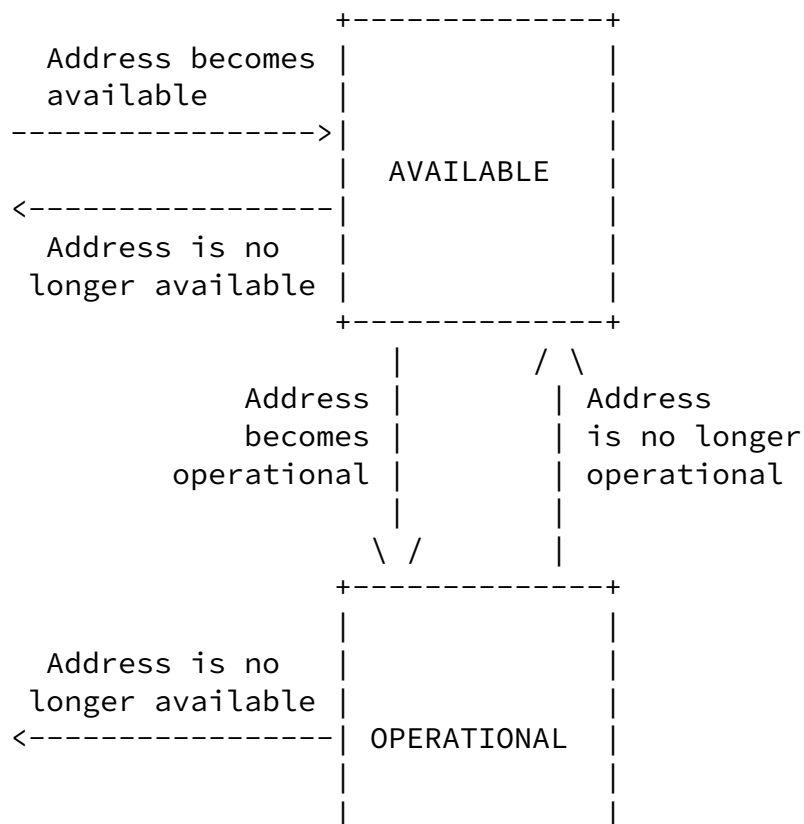 +--------------+
Address becomes |              |
available       |              |
----------------->|              |
|  AVAILABLE   |
<-----------------|              |
Address is no   |              |
longer available |              |
+--------------+
|       / \
Address |        | Address
becomes |        | is no longer
operational |        | operational
|        |
\ /       |
+--------------+
|              |
Address is no   |              |
longer available |              |
<-----------------| OPERATIONAL  |
|              |
|              |